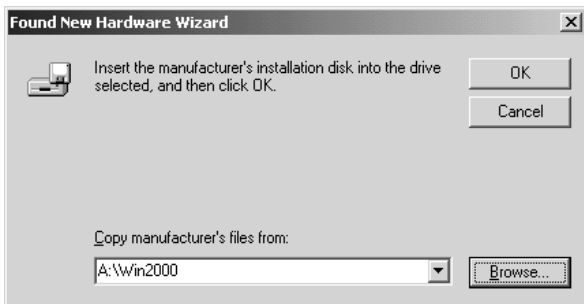 Found New Hardware Wizard
Insert the manufacturer's installation disk into the drive
selected, and then click OK.
OK
Cancel
Copy manufacturer's files from:
A:\Win2000
Browse...